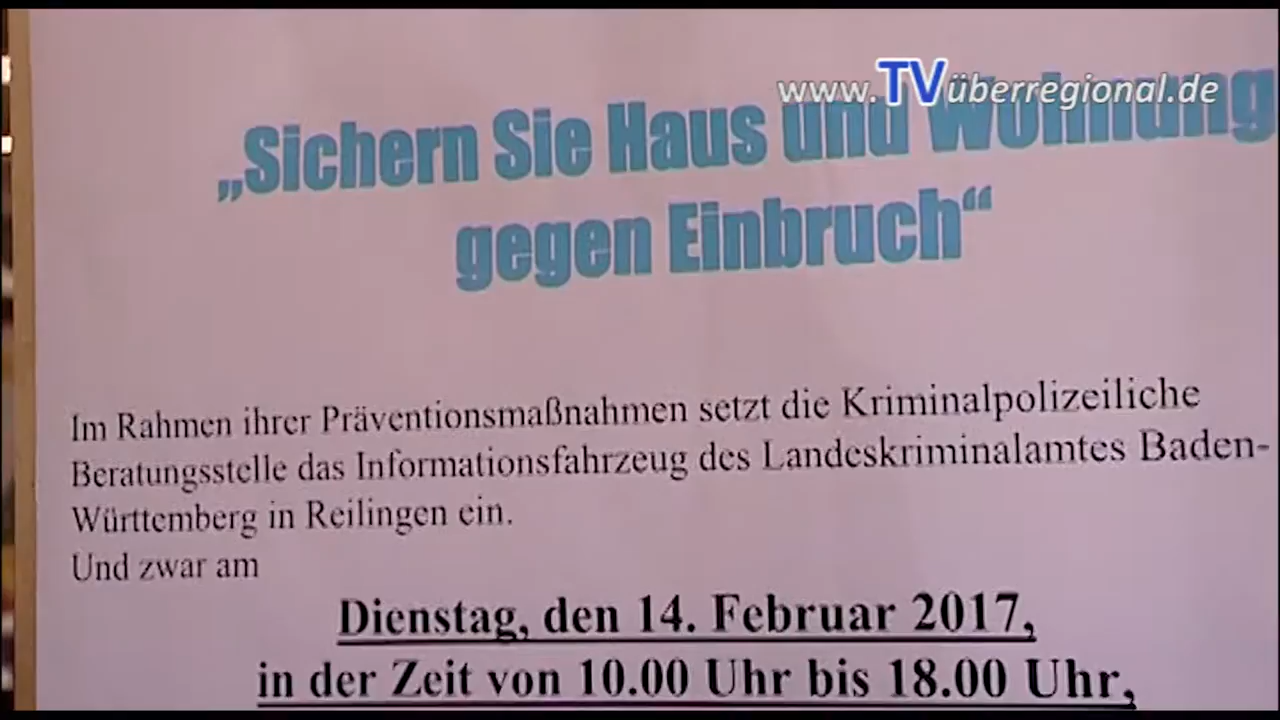 www.TVüberregional.de
„Sichern Sie Haus und Wohnung
gegen Einbruch“
Im Rahmen ihrer Präventionsmaßnahmen setzt die Kriminalpolizeiliche
Beratungsstelle das Informationsfahrzeug des Landeskriminalamtes Baden-
Württemberg in Reilingen ein.
Und zwar am
Dienstag, den 14. Februar 2017,
in der Zeit von 10.00 Uhr bis 18.00 Uhr,